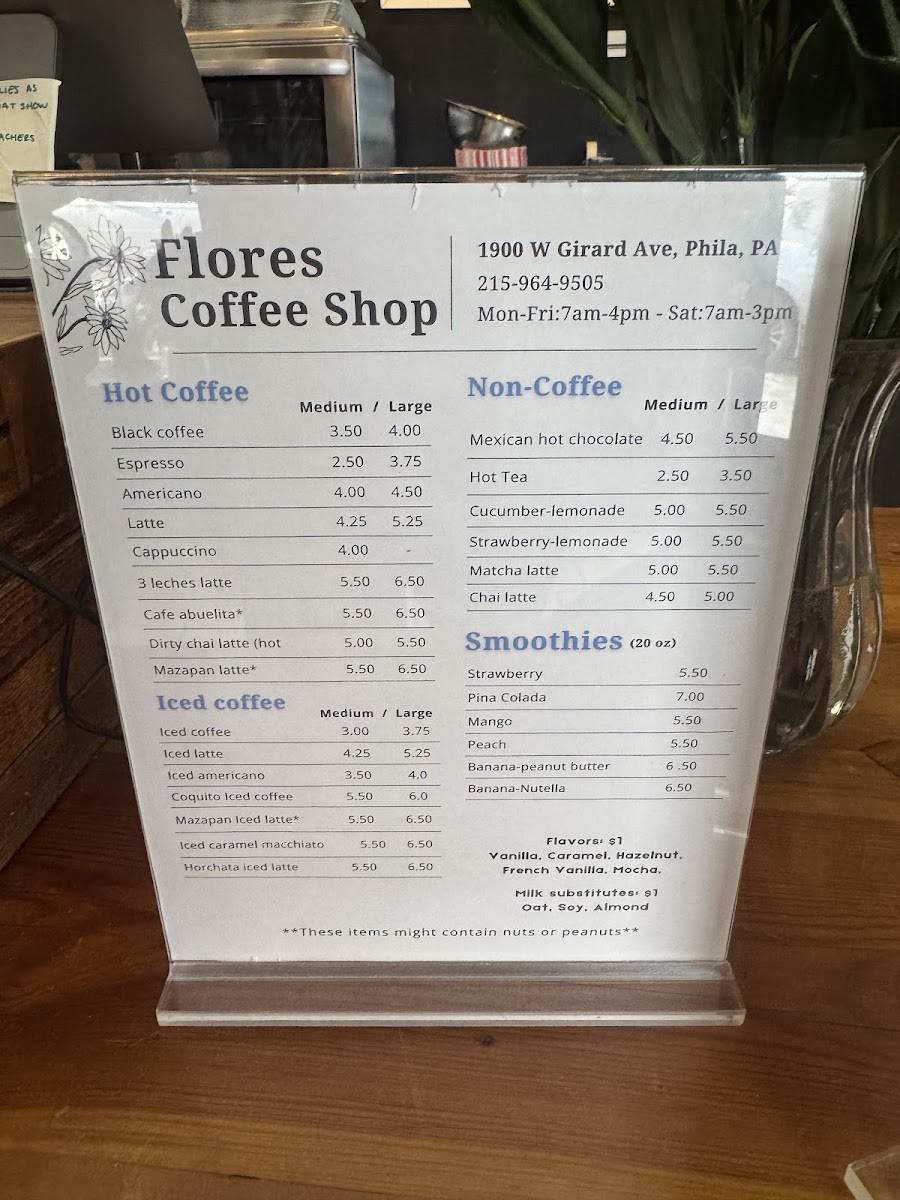 LIES AS
AT SHOW
ACHERS
Flores
Coffee Shop
1900 W Girard Ave, Phila, PA
215-964-9505
Mon-Fri:7am-4pm - Sat:7am-3pm
Hot Coffee
Medium / Large
Black coffee 3.50 4.00
Espresso 2.50 3.75
Americano 4.00 4.50
Latte 4.25 5.25
Cappuccino 4.00 -
3 leches latte 5.50 6.50
Cafe abuelita* 5.50 6.50
Dirty chai latte (hot 5.00 5.50
Mazapan latte* 5.50 6.50
Iced coffee
Medium / Large
Iced coffee 3.00 3.75
Iced latte 4.25 5.25
Iced americano 3.50 4.0
Coquito Iced coffee 5.50 6.0
Mazapan Iced latte* 5.50 6.50
Iced caramel macchiato 5.50 6.50
Horchata iced latte 5.50 6.50
Non-Coffee
Medium / Large
Mexican hot chocolate 4.50 5.50
Hot Tea 2.50 3.50
Cucumber-lemonade 5.00 5.50
Strawberry-lemonade 5.00 5.50
Matcha latte 5.00 5.50
Chai latte 4.50 5.00
Smoothies (20 oz)
Strawberry 5.50
Pina Colada 7.00
Mango 5.50
Peach 5.50
Banana-peanut butter 6 .50
Banana-Nutella 6.50
Flavors: $1
Vanilla, Caramel, Hazelnut,
French Vanilla, Mocha,
Milk substitutes: $1
Oat, Soy, Almond
**These items might contain nuts or peanuts**